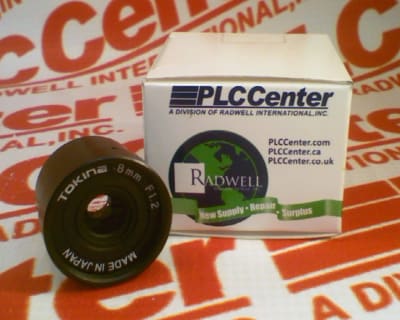 PLCCenter
A DIVISION OF RADWELL INTERNATIONAL, INC.
PLCCenter.com
PLCCenter.ca
PLCCenter.co.uk
RADWELL
New Supply · Repair · Surplus
TOKINA 8mm F1.2
MADE IN JAPAN